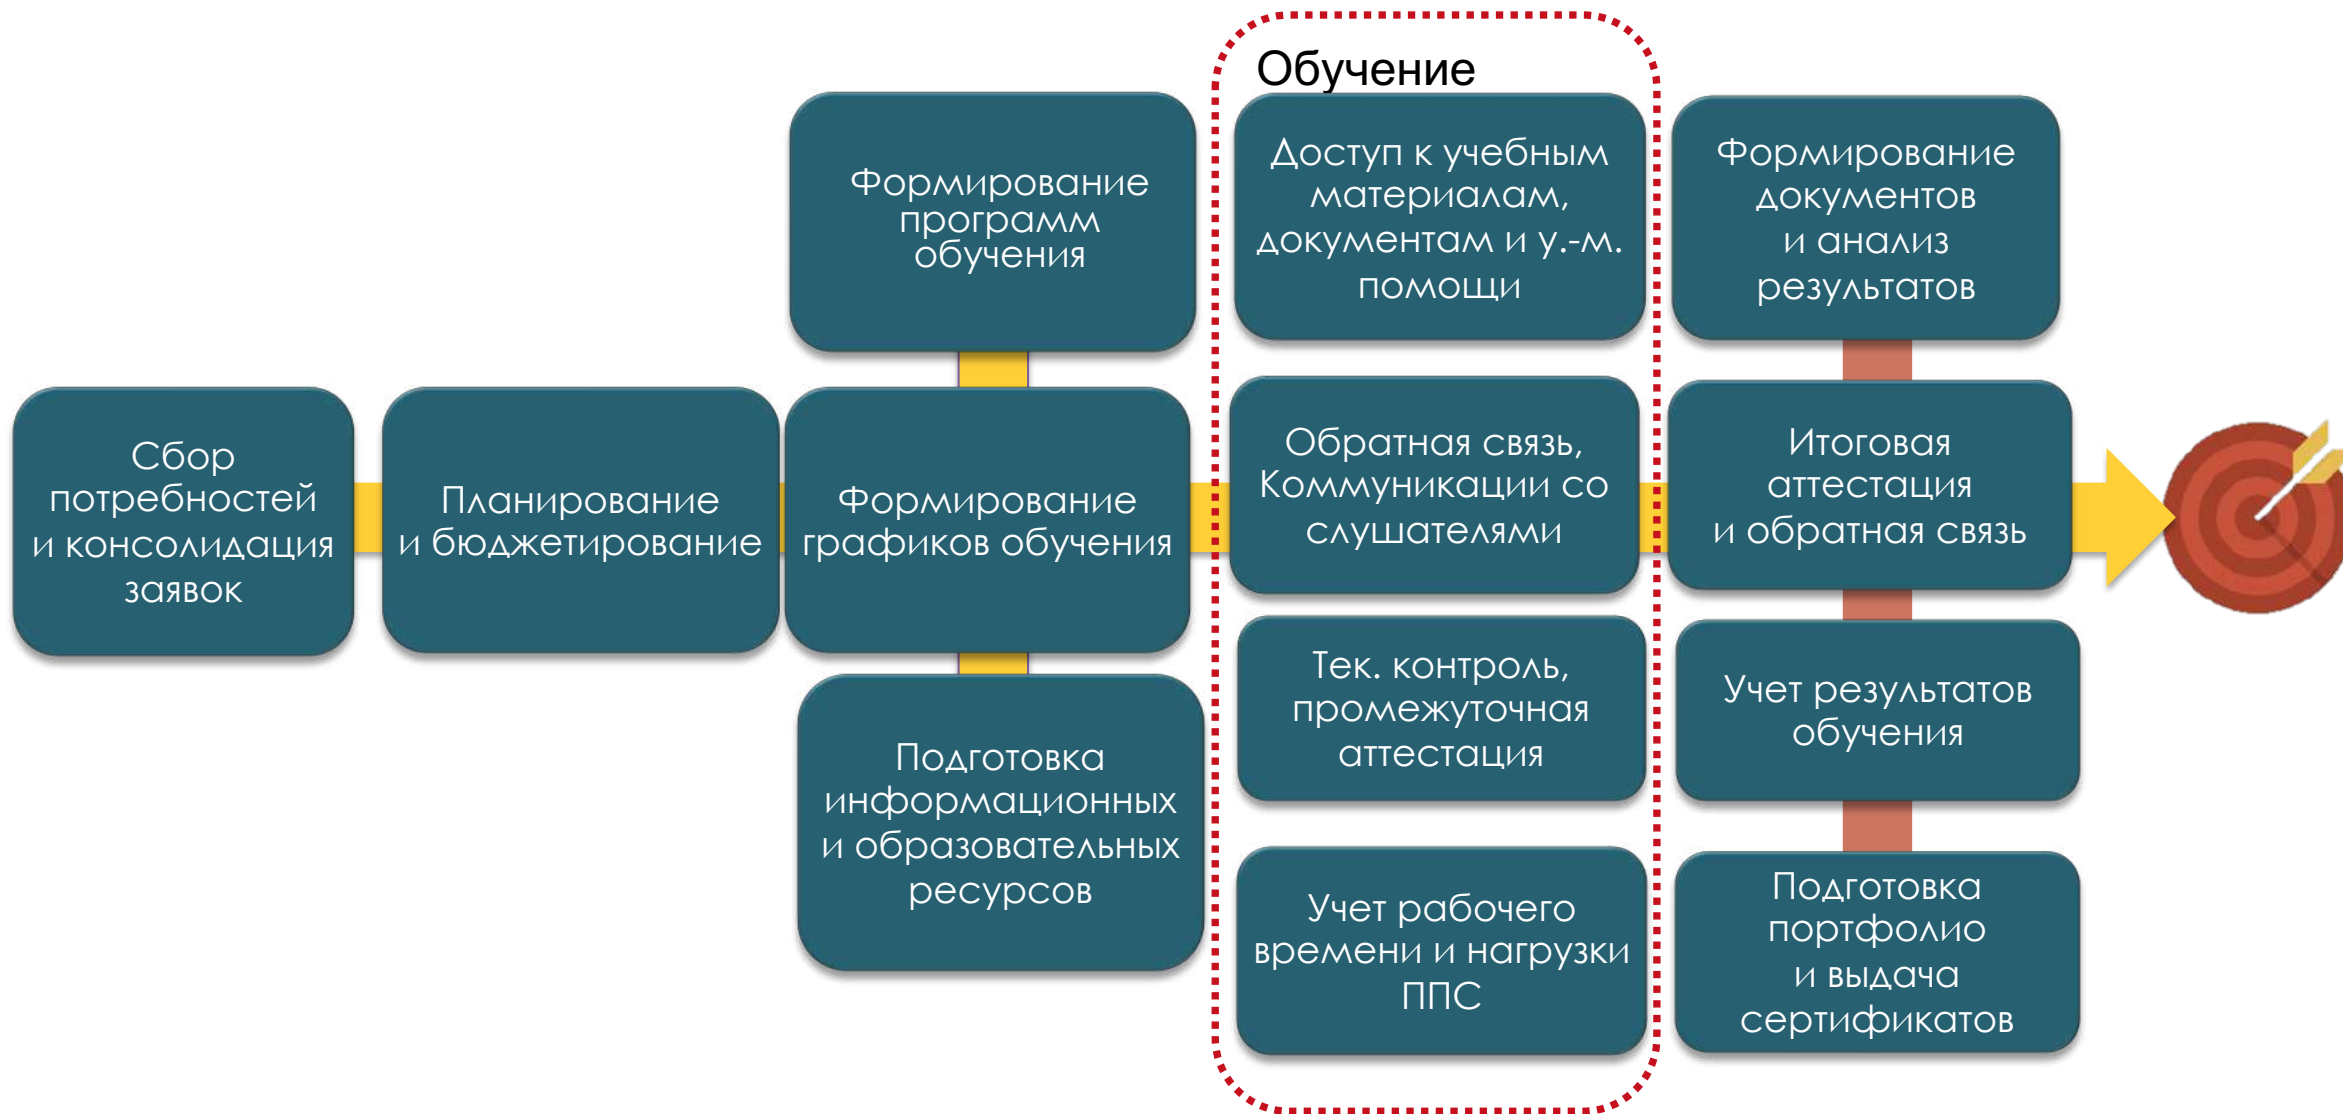 Обучение
Сбор
потребностей
и консолидация
заявок
Планирование
и бюджетирование
Формирование
программ
обучения
Формирование
графиков обучения
Подготовка
информационных
и образовательных
ресурсов
Доступ к учебным
материалам,
документам и у.-м.
помощи
Обратная связь,
Коммуникации со
слушателями
Тек. контроль,
промежуточная
аттестация
Учет рабочего
времени и нагрузки
ППС
Формирование
документов
и анализ
результатов
Итоговая
аттестация
и обратная связь
Учет результатов
обучения
Подготовка
портфолио
и выдача
сертификатов